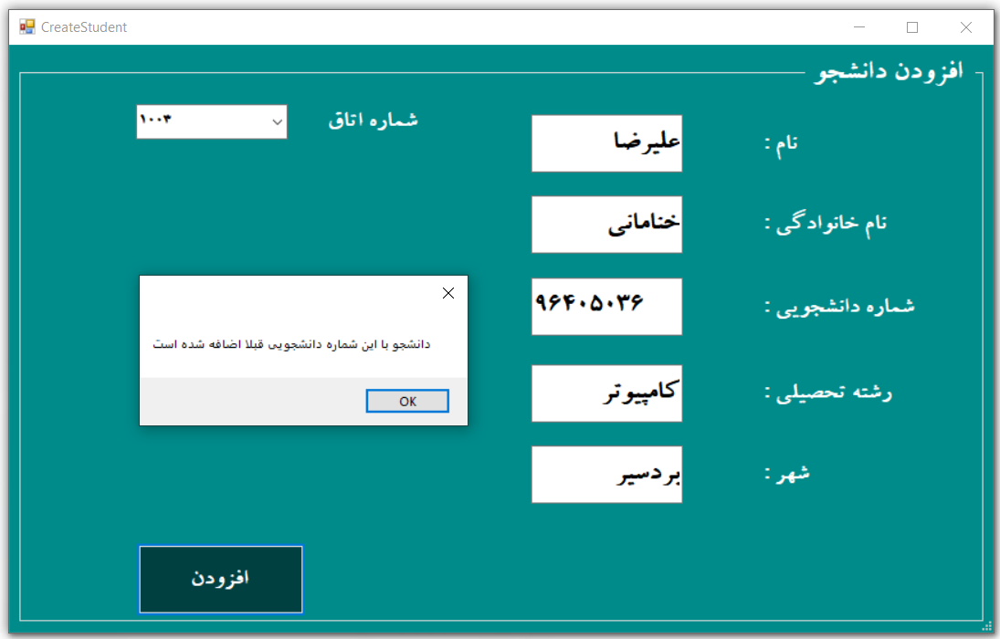 CreateStudent
افزودن دانشجو
نام :
علیرضا
شماره اتاق
۱۰۰۳
نام خانوادگی :
خنامانی
شماره دانشجویی :
۹۶۴۰۵۰۳۶
دانشجو با این شماره دانشجویی قبلا اضافه شده است
OK
رشته تحصیلی :
کامپیوتر
شهر :
بردسیر
افزودن